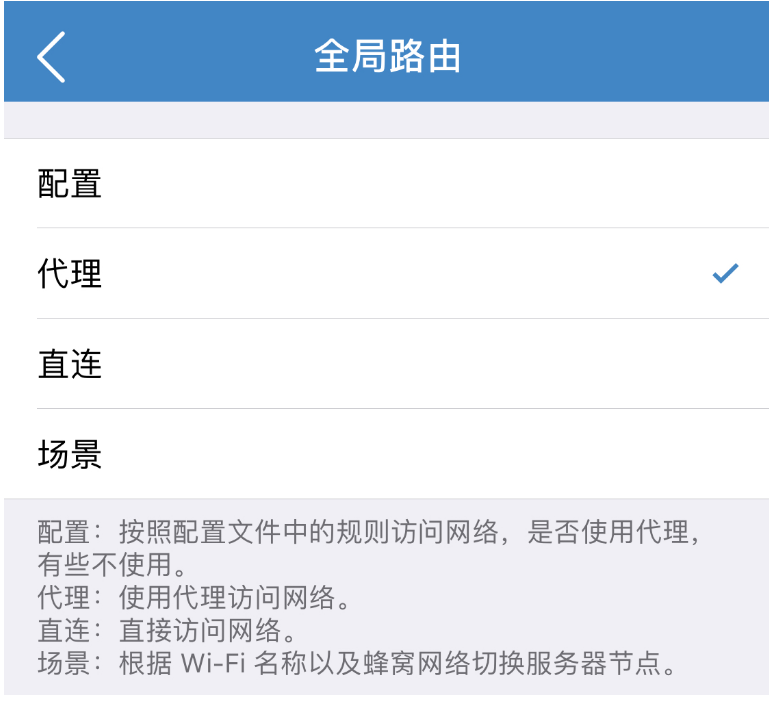 全局路由
配置
代理
直连
场景
配置：按照配置文件中的规则访问网络，是否使用代理，
有些不使用。
代理：使用代理访问网络。
直连：直接访问网络。
场景：根据 Wi-Fi 名称以及蜂窝网络切换服务器节点。